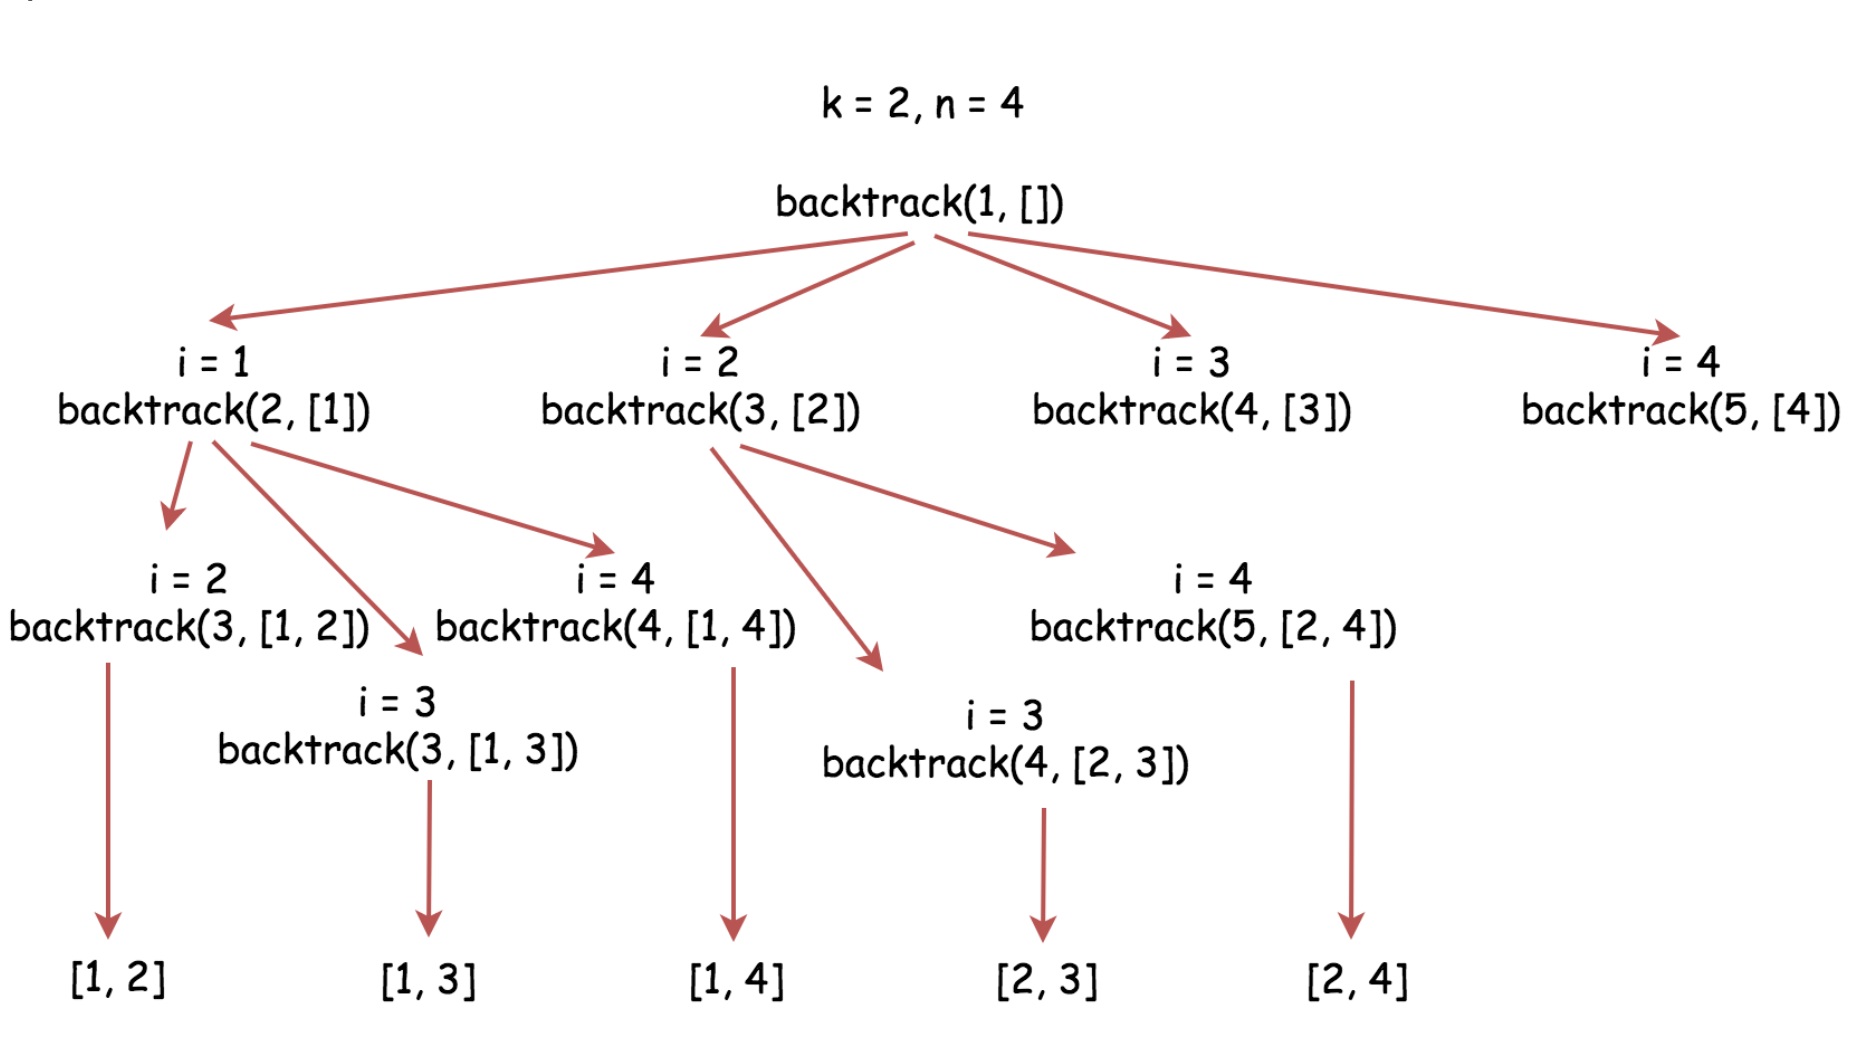 k = 2, n = 4
backtrack(1, [])
i = 1
backtrack(2, [1])
i = 2
backtrack(3, [2])
i = 3
backtrack(4, [3])
i = 4
backtrack(5, [4])
i = 2
backtrack(3, [1, 2])
i = 4
backtrack(4, [1, 4])
i = 4
backtrack(5, [2, 4])
i = 3
backtrack(3, [1, 3])
i = 3
backtrack(4, [2, 3])
[1, 2]
[1, 3]
[1, 4]
[2, 3]
[2, 4]